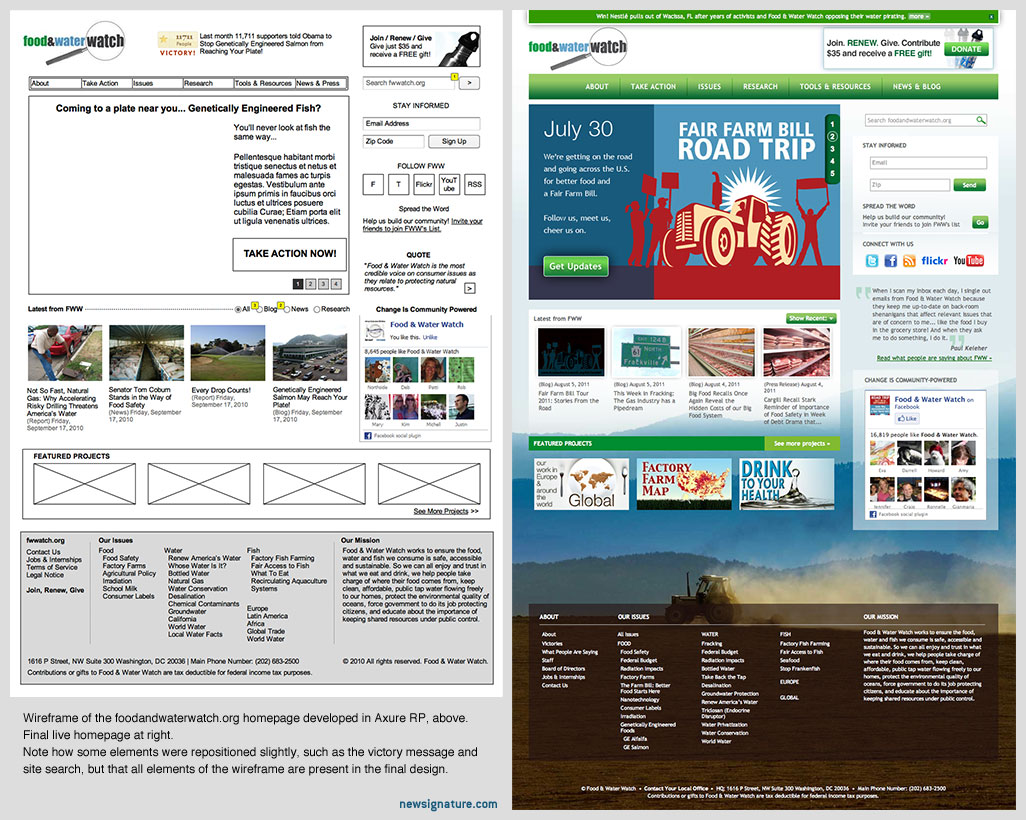 food&waterwatch
11,711
People
VICTORY!
Last month 11,711 supporters told Obama to
Stop Genetically Engineered Salmon from
Reaching Your Plate!
Join / Renew / Give
Give just $35 and
receive a FREE gift!
About
Take Action
Issues
Research
Tools & Resources
News & Press
Search fwwatch.org
>
Coming to a plate near you... Genetically Engineered Fish?
You'll never look at fish the
same way...
Pellentesque habitant morbi
tristique senectus et netus et
malesuada fames ac turpis
egestas. Vestibulum ante
ipsum primis in faucibus orci
luctus et ultrices posuere
cubilia Curae; Etiam porta elit
ut ligula venenatis ultrices.
TAKE ACTION NOW!
1 2 3 4
STAY INFORMED
Email Address
Zip Code
Sign Up
FOLLOW FWW
F
T
Flickr
YouT
ube
RSS
Spread the Word
Help us build our community! Invite your
friends to join FWW's List.
QUOTE
"Food & Water Watch is the most
credible voice on consumer issues as
they relate to protecting natural
resources."
>
Latest from FWW
All
Blog
News
Research
Not So Fast, Natural
Gas: Why Accelerating
Risky Drilling Threatens
America's Water
(Report) Friday,
September 17, 2010
Senator Tom Coburn
Stands in the Way of
Food Safety
(News) Friday, September
17, 2010
Every Drop Counts!
(Report) Friday,
September 17, 2010
Genetically Engineered
Salmon May Reach Your
Plate!
(Blog) Friday, September
17, 2010
Change Is Community Powered
Food & Water Watch
You like this. Unlike
8,645 people like Food & Water Watch
Northside
Deb
Patti
Rob
Mary
Kim
Michell
Justin
Facebook social plugin
FEATURED PROJECTS
See More Projects >>
fwwatch.org
Contact Us
Jobs & Internships
Terms of Service
Legal Notice
Join, Renew, Give
Our Issues
Food
Food Safety
Factory Farms
Agricultural Policy
Irradiation
School Milk
Consumer Labels
Water
Renew America's Water
Whose Water Is It?
Bottled Water
Natural Gas
Water Conservation
Desalination
Chemical Contaminants
Groundwater
California
World Water
Local Water Facts
Fish
Factory Fish Farming
Fair Access to Fish
What To Eat
Recirculating Aquaculture
Systems
Europe
Latin America
Africa
Global Trade
World Water
Our Mission
Food & Water Watch works to ensure the food,
water and fish we consume is safe, accessible
and sustainable. So we can all enjoy and trust in
what we eat and drink, we help people take
charge of where their food comes from, keep
clean, affordable, public tap water flowing freely
to our homes, protect the environmental quality of
oceans, force government to do its job protecting
citizens, and educate about the importance of
keeping shared resources under public control.
1616 P Street, NW Suite 300 Washington, DC 20036 | Main Phone Number: (202) 683-2500
© 2010 All rights reserved. Food & Water Watch.
Contributions or gifts to Food & Water Watch are tax deductible for federal income tax purposes.
Wireframe of the foodandwaterwatch.org homepage developed in Axure RP, above.
Final live homepage at right.
Note how some elements were repositioned slightly, such as the victory message and
site search, but that all elements of the wireframe are present in the final design.
newsignature.com
Win! Nestlé pulls out of Wacissa, FL after years of activists and Food & Water Watch opposing their water pirating. more
x
food&waterwatch
Join. RENEW. Give. Contribute
$35 and receive a FREE gift!
DONATE
ABOUT
TAKE ACTION
ISSUES
RESEARCH
TOOLS & RESOURCES
NEWS & BLOG
July 30
We're getting on the road
and going across the U.S.
for better food and
a Fair Farm Bill.
Follow us, meet us,
cheer us on.
Get Updates
FAIR FARM BILL
ROAD TRIP
1
2
3
4
5
Search foodandwaterwatch.org
STAY INFORMED
Email
Zip
Send
SPREAD THE WORD
Help us build our community!
Invite your friends to join FWW's list
Go
CONNECT WITH US
flickr
YouTube
When I scan my inbox each day, I single out
emails from Food & Water Watch because
they keep me up-to-date on back-room
shenanigans that affect relevant issues that
are of concern to me... like the food I buy
in the grocery store! And when they ask
me to do something, I do it.
Paul Keleher
Read what people are saying about FWW
Latest from FWW
Show Recent:
(Blog) August 5, 2011
Fair Farm Bill Tour
2011: Stories From the
Road
(Blog) August 5, 2011
This Week in Fracking:
The Gas Industry has a
Pipedream
(Blog) August 4, 2011
Big Food Recalls Once
Again Reveal the
Hidden Costs of our Big
Food System
(Press Release) August 4,
2011
Cargill Recall Stark
Reminder of Importance
of Food Safety in Week
of Debt Drama that...
FEATURED PROJECTS
See more projects
our
work in
Europe &
around
the
world
Global
FACTORY
FARM
MAP
DRINK
TO YOUR
HEALTH
CHANGE IS COMMUNITY-POWERED
Food & Water Watch on
Facebook
Like
16,819 people like Food & Water Watch.
Eva
Darrell
Howard
Amy
Jennifer
Craig
Rannelle
Gianmana
Facebook social plugin
ABOUT
About
Victories
What People Are Saying
Staff
Board of Directors
Jobs & Internships
Contact Us
OUR ISSUES
All Issues
FOOD
Food Safety
Federal Budget
Radiation Impacts
Factory Farms
The Farm Bill: Better
Food Starts Here
Nanotechnology
Consumer Labels
Irradiation
Genetically Engineered
Foods
GE Alfalfa
GE Salmon
WATER
Fracking
Federal Budget
Radiation Impacts
Bottled Water
Take Back the Tap
Desalination
Groundwater Protection
Renew America's Water
Triclosan (Endocrine
Disruptor)
Water Privatization
Water Conservation
World Water
FISH
Factory Fish Farming
Fair Access to Fish
Seafood
Stop Frankenfish
EUROPE
GLOBAL
OUR MISSION
Food & Water Watch works to ensure the food,
water and fish we consume is safe, accessible and
sustainable. So we can all enjoy and trust in what
we eat and drink, we help people take charge of
where their food comes from, keep clean,
affordable, public tap water flowing freely to our
homes, protect the environmental quality of
oceans, force government to do its job protecting
citizens, and educate about the importance of
keeping shared resources under public control.
© Food & Water Watch • Contact Your Local Office • HQ: 1616 P Street, NW Suite 300 Washington, DC 20036 • Main Phone Number: (202) 683-2500
Contributions or gifts to Food & Water Watch are tax deductible for federal income tax purposes.